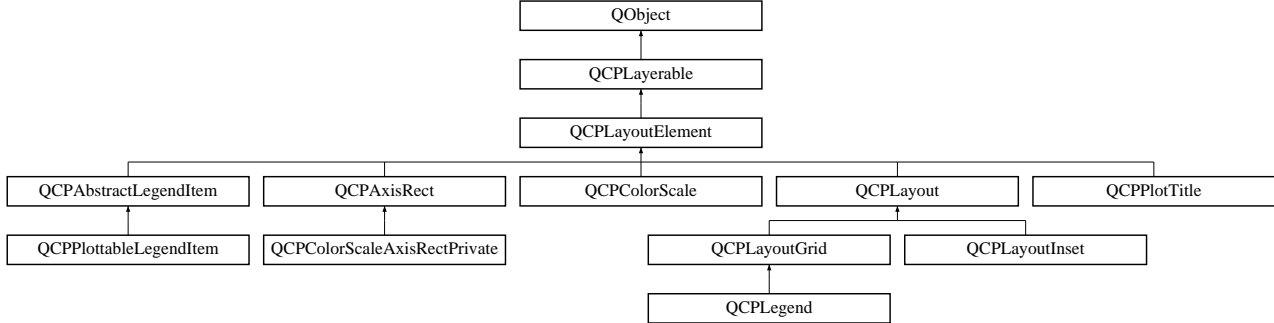 QObject
QCPLayerable
QCPLayoutElement
QCPAbstractLegendItem
QCPAxisRect
QCPColorScale
QCPLayout
QCPPlotTitle
QCPPlottableLegendItem
QCPColorScaleAxisRectPrivate
QCPLayoutGrid
QCPLayoutInset
QCPLegend